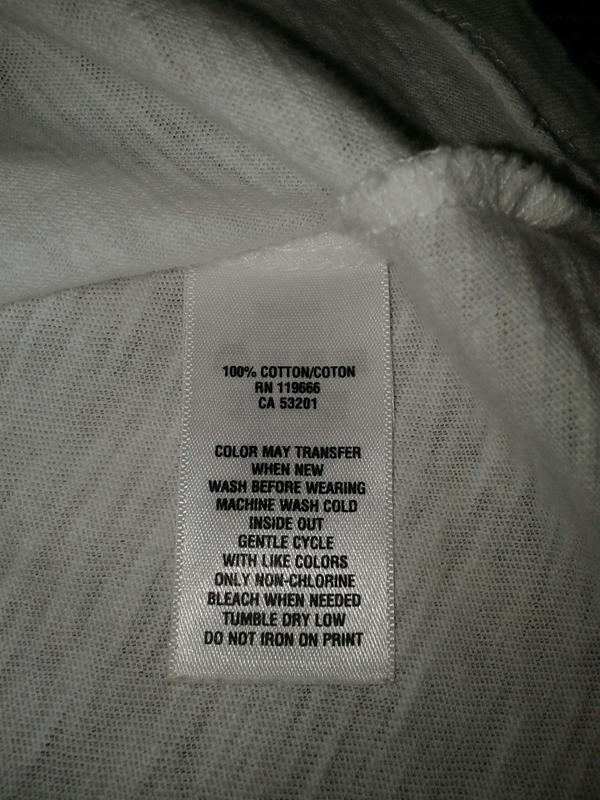 100% COTTON/COTON
RN 119666
CA 53201
COLOR MAY TRANSFER
WHEN NEW
WASH BEFORE WEARING
MACHINE WASH COLD
INSIDE OUT
GENTLE CYCLE
WITH LIKE COLORS
ONLY NON-CHLORINE
BLEACH WHEN NEEDED
TUMBLE DRY LOW
DO NOT IRON ON PRINT